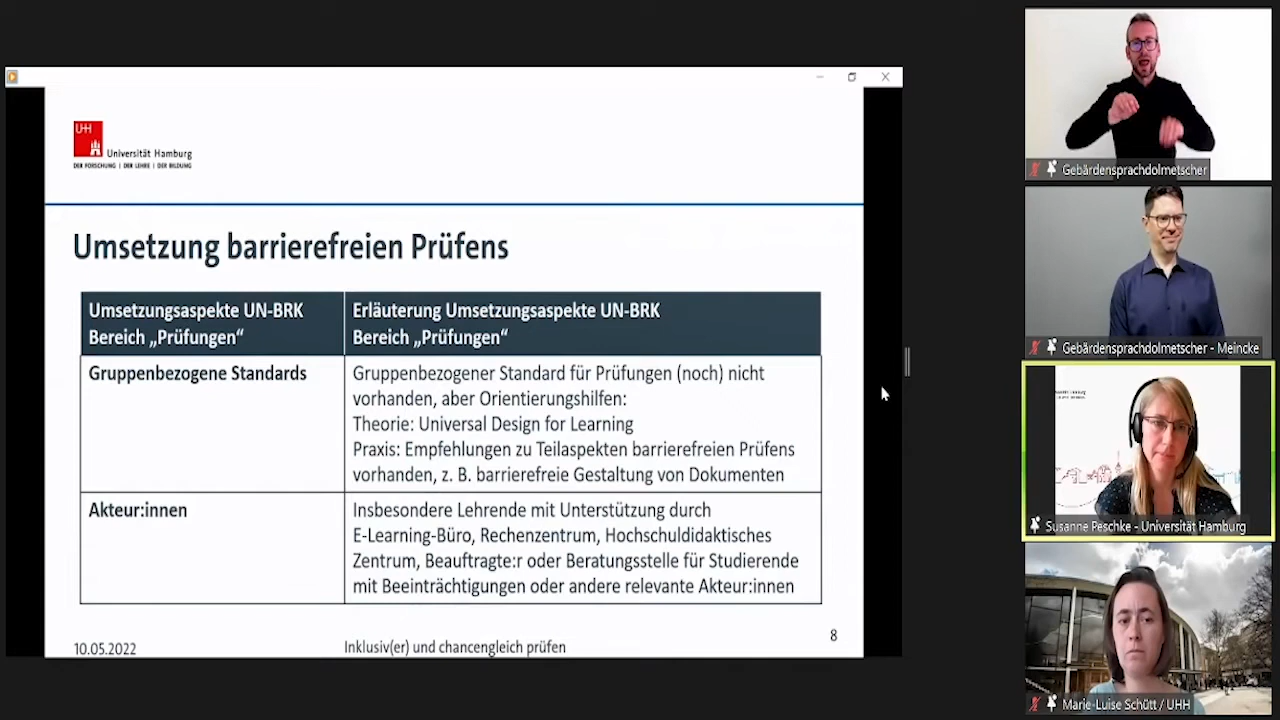 UHH
Universität Hamburg
DER FORSCHUNG | DER LEHRE | DER BILDUNG
Umsetzung barrierefreien Prüfens
Umsetzungsaspekte UN-BRK
Bereich „Prüfungen“
Erläuterung Umsetzungsaspekte UN-BRK
Bereich „Prüfungen“
Gruppenbezogene Standards
Gruppenbezogener Standard für Prüfungen (noch) nicht
vorhanden, aber Orientierungshilfen:
Theorie: Universal Design for Learning
Praxis: Empfehlungen zu Teilaspekten barrierefreien Prüfens
vorhanden, z. B. barrierefreie Gestaltung von Dokumenten
Akteur:innen
Insbesondere Lehrende mit Unterstützung durch
E-Learning-Büro, Rechenzentrum, Hochschuldidaktisches
Zentrum, Beauftragte:r oder Beratungsstelle für Studierende
mit Beeinträchtigungen oder andere relevante Akteur:innen
10.05.2022
Inklusiv(er) und chancengleich prüfen
8
Gebärdensprachdolmetscher
Gebärdensprachdolmetscher - Meincke
Susanne Peschke - Universität Hamburg
Marie-Luise Schütt / UHH